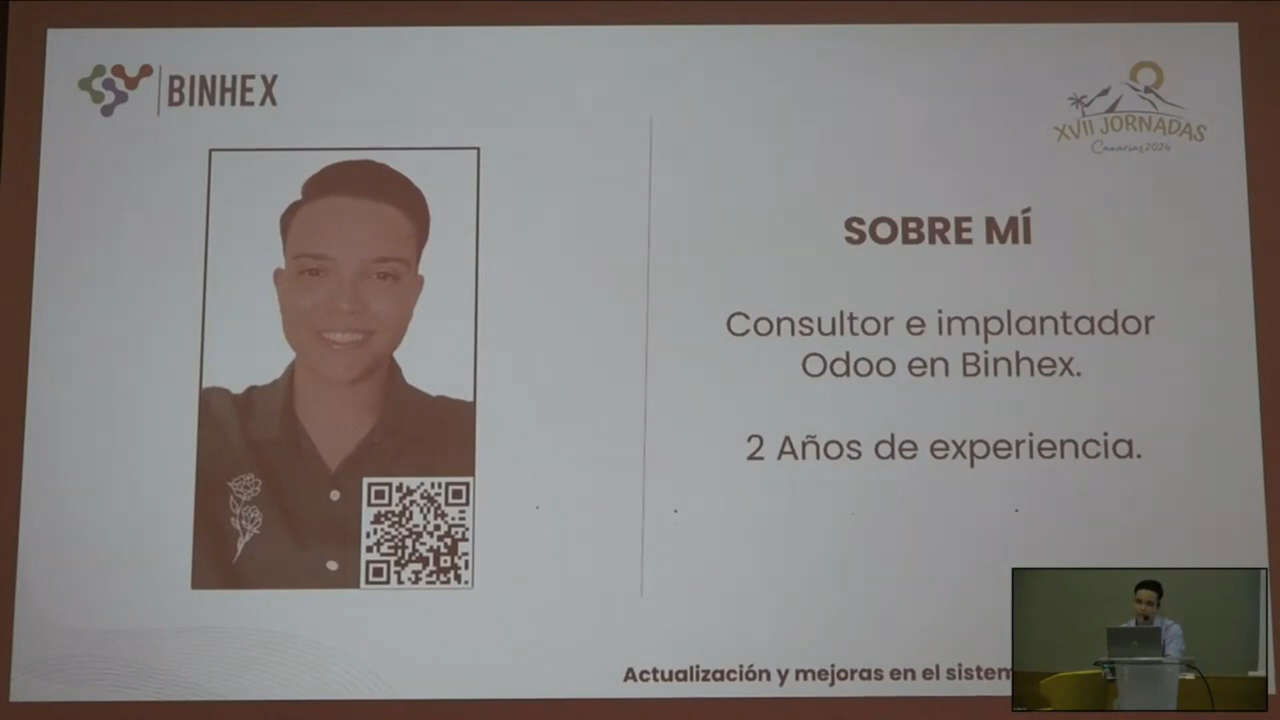 BINHEX
XVII JORNADAS
Canarias 2024
SOBRE MÍ
Consultor e implantador
Odoo en Binhex.
2 Años de experiencia.
Actualización y mejoras en el sistem